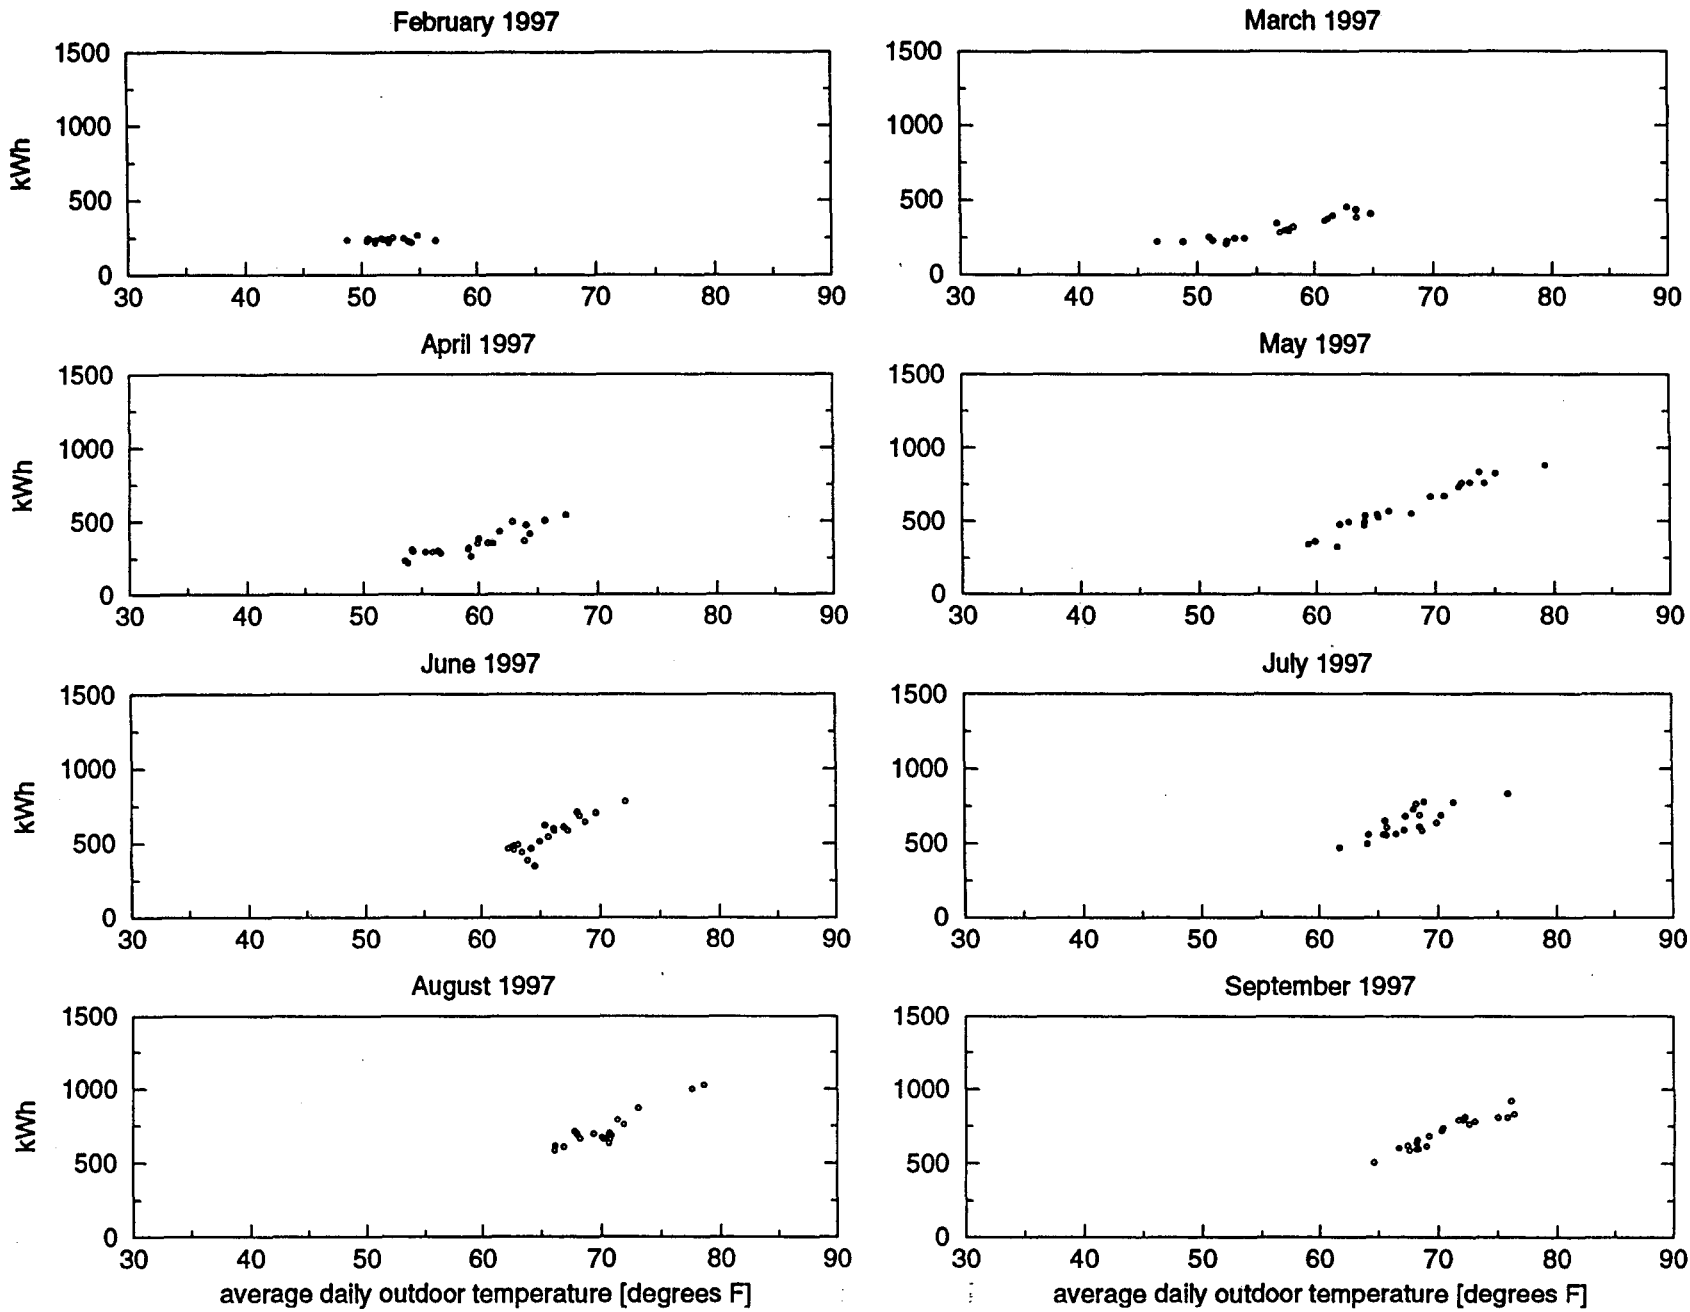 February 1997
March 1997
1500
1000
500
0
kWh
30 40 50 60 70 80 90
1500
1000
500
0
30 40 50 60 70 80 90
April 1997
May 1997
1500
1000
500
0
kWh
30 40 50 60 70 80 90
1500
1000
500
0
30 40 50 60 70 80 90
June 1997
July 1997
1500
1000
500
0
kWh
30 40 50 60 70 80 90
1500
1000
500
0
30 40 50 60 70 80 90
August 1997
September 1997
1500
1000
500
0
kWh
30 40 50 60 70 80 90
average daily outdoor temperature [degrees F]
1500
1000
500
0
30 40 50 60 70 80 90
average daily outdoor temperature [degrees F]